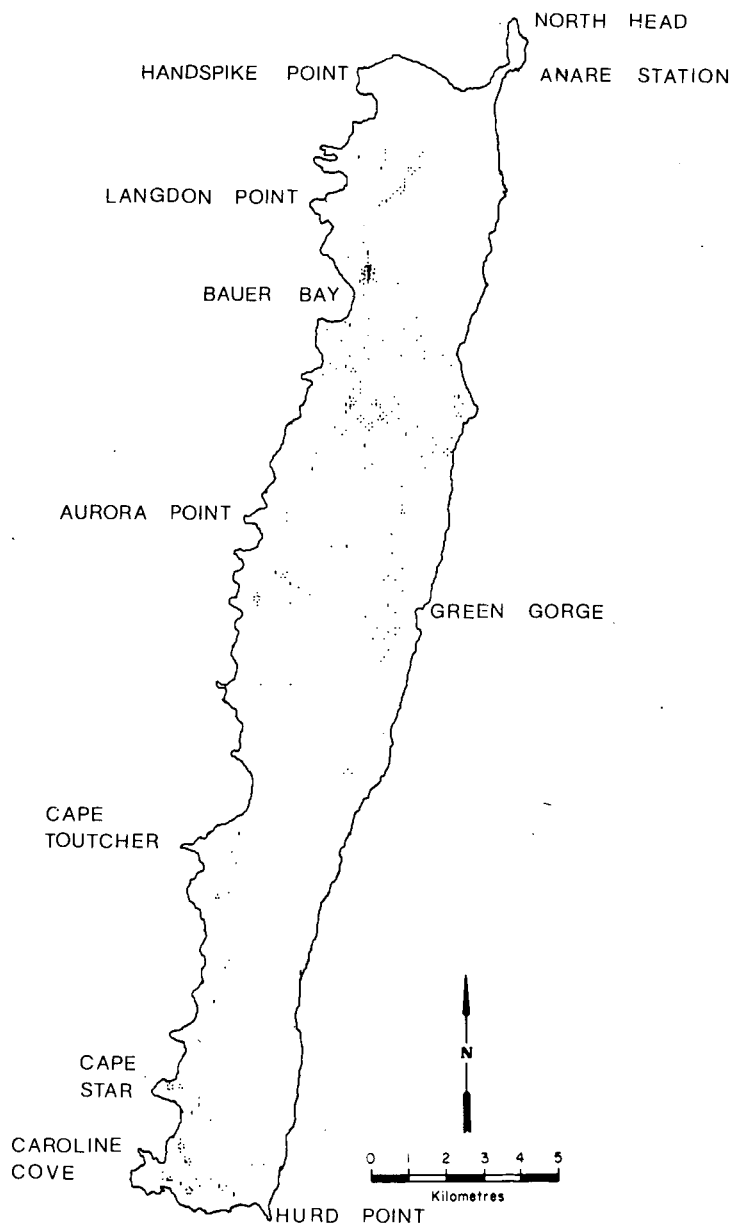 NORTH HEAD
HANDSPIKE POINT
ANARE STATION
LANGDON POINT
BAUER BAY
AURORA POINT
GREEN GORGE
CAPE
TOUTCHER
N
CAPE
STAR
CAROLINE
COVE
0 1 2 3 4 5
Kilometres
HURD POINT